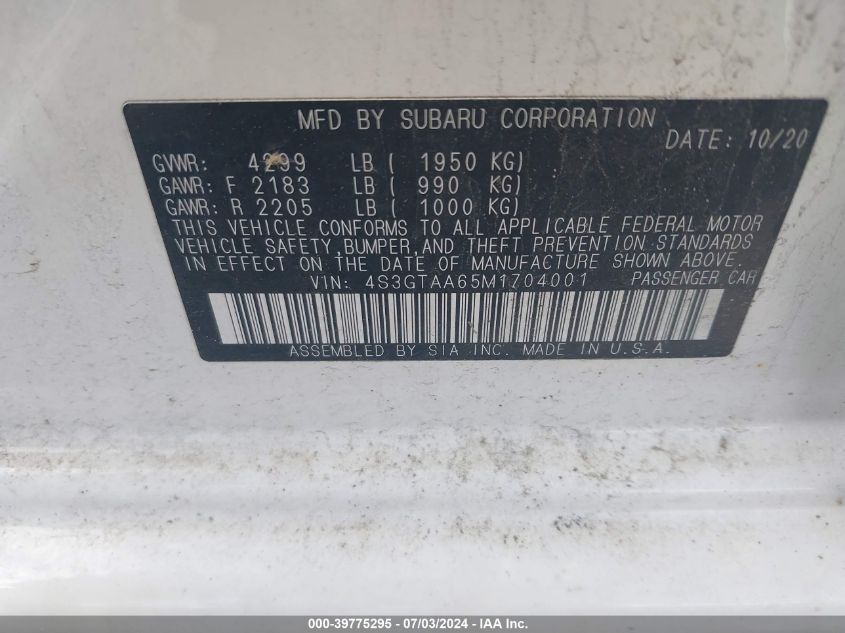 MFD BY SUBARU CORPORATION
DATE: 10/20
GVWR: 4299 LB ( 1950 KG)
GAWR: F 2183 LB ( 990 KG)
GAWR: R 2205 LB ( 1000 KG)
THIS VEHICLE CONFORMS TO ALL APPLICABLE FEDERAL MOTOR
VEHICLE SAFETY, BUMPER, AND THEFT PREVENTION STANDARDS
IN EFFECT ON THE DATE OF MANUFACTURE SHOWN ABOVE.
VIN: 4S3GTAA65M1704001 PASSENGER CAR
ASSEMBLED BY SIA INC. MADE IN U.S.A.
000-39775295 - 07/03/2024 - IAA Inc.